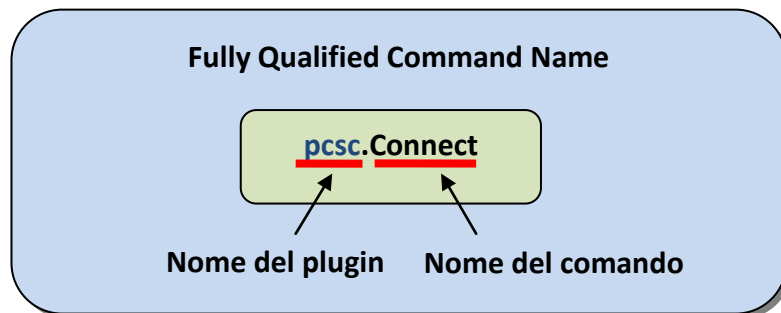 Fully Qualified Command Name
pcsc.Connect
Nome del plugin
Nome del comando